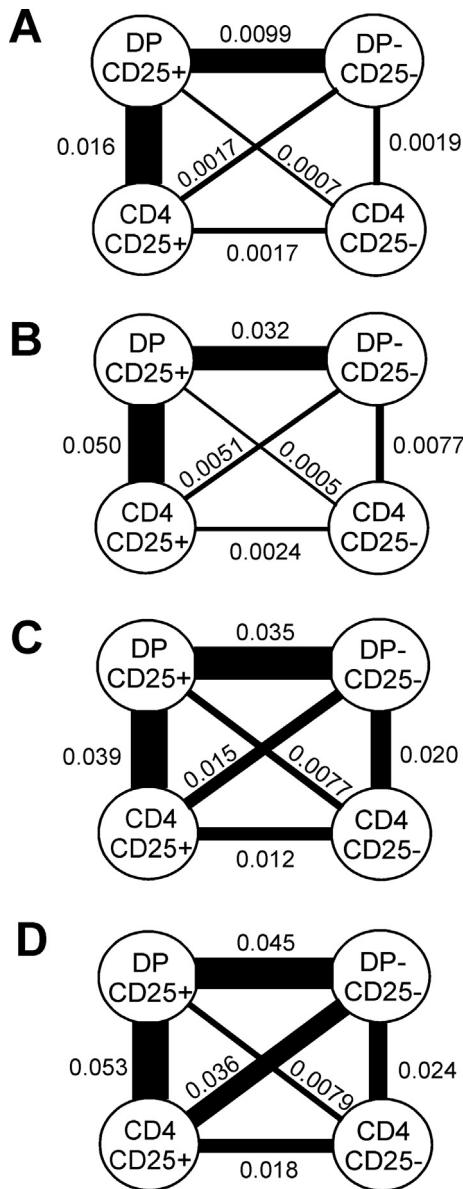 A
DP
CD25+
0.0099
DP-
CD25-
0.016
0.0017
0.0007
0.0019
CD4
CD25+
0.0017
CD4
CD25-
B
DP
CD25+
0.032
DP-
CD25-
0.050
0.0051
0.0005
0.0077
CD4
CD25+
0.0024
CD4
CD25-
C
DP
CD25+
0.035
DP-
CD25-
0.039
0.015
0.0077
0.020
CD4
CD25+
0.012
CD4
CD25-
D
DP
CD25+
0.045
DP-
CD25-
0.053
0.036
0.0079
0.024
CD4
CD25+
0.018
CD4
CD25-